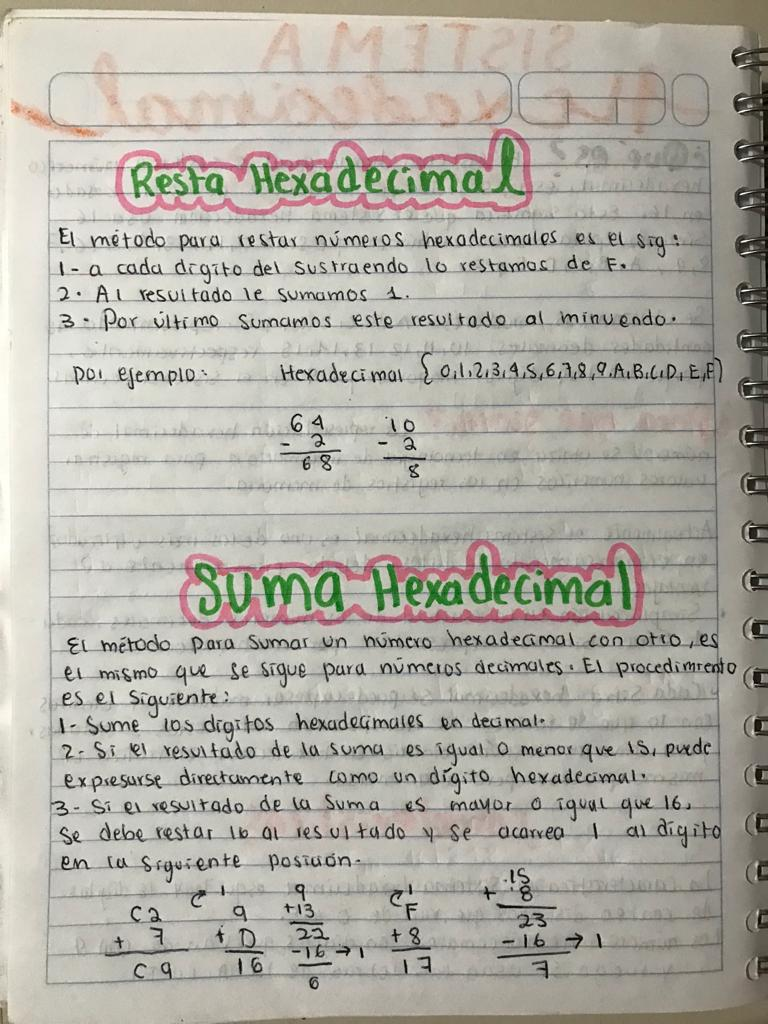 SISTEMA
Hexadecimal
Resta Hexadecimal
El método para restar números hexadecimales es el sig:
1- a cada dígito del sustraendo lo restamos de F.
2. Al resultado le sumamos 1.
3. Por último sumamos este resultado al minuendo.
Por ejemplo: Hexadecimal {0,1,2,3,4,5,6,7,8,9,A,B,C,D,E,F}
64 10
- 2 - 2
68 8
Suma Hexadecimal
El método para sumar un número hexadecimal con otro, es
el mismo que se sigue para números decimales. El procedimiento
es el siguiente:
1- Sume los dígitos hexadecimales en decimal.
2- Si el resultado de la suma es igual o menor que 15, puede
expresarse directamente como un dígito hexadecimal.
3- Si el resultado de la suma es mayor o igual que 16,
se debe restar 16 al resultado y se acarrea 1 al dígito
en la siguiente posición.
1 9 1 15
C2 9 +13 F + 8
+ 7 + D 22 + 8 23
C9 16 -16 → 1 17 -16 → 1
6 7